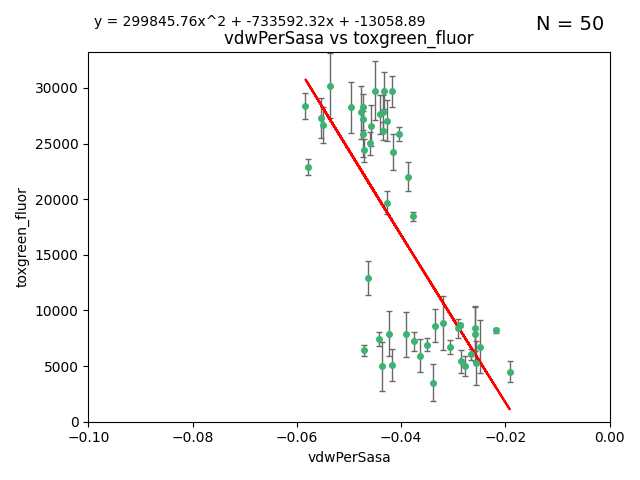 y = 299845.76x^2 + -733592.32x + -13058.89
N = 50
vdwPerSasa vs toxgreen_fluor
30000
25000
20000
15000
10000
5000
0
toxgreen_fluor
−0.10
−0.08
−0.06
−0.04
−0.02
0.00
vdwPerSasa